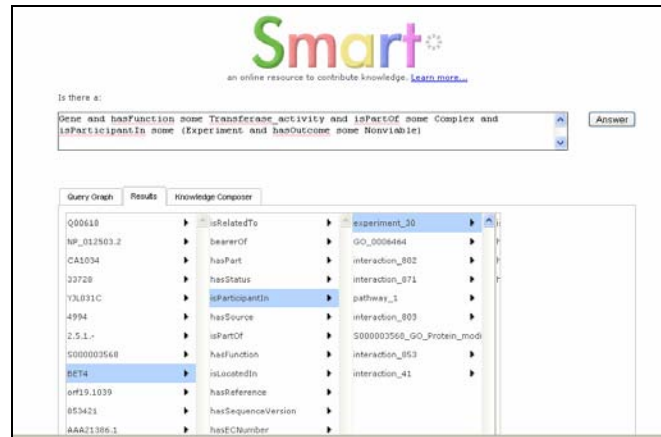 Smart
an online resource to contribute knowledge. Learn more...
Is there a:
Gene and hasFunction some Transferase_activity and isPartOf some Complex and
isParticipantIn some (Experiment and hasOutcome some Nonviable)
Answer
Query Graph Results Knowledge Composer
Q00618 isRelatedTo experiment_30
NP_012503.2 bearerOf GO_0006464
CA1034 hasPart interaction_802
33728 hasStatus interaction_871
YJL031C isParticipantIn pathway_1
4994 hasSource interaction_803
2.5.1.- isPartOf S000003568_GO_Protein_modi
S000003568 hasFunction interaction_853
BET4 isLocatedIn interaction_41
orf19.1039 hasReference
853421 hasSequenceVersion
AAA21386.1 hasECNumber